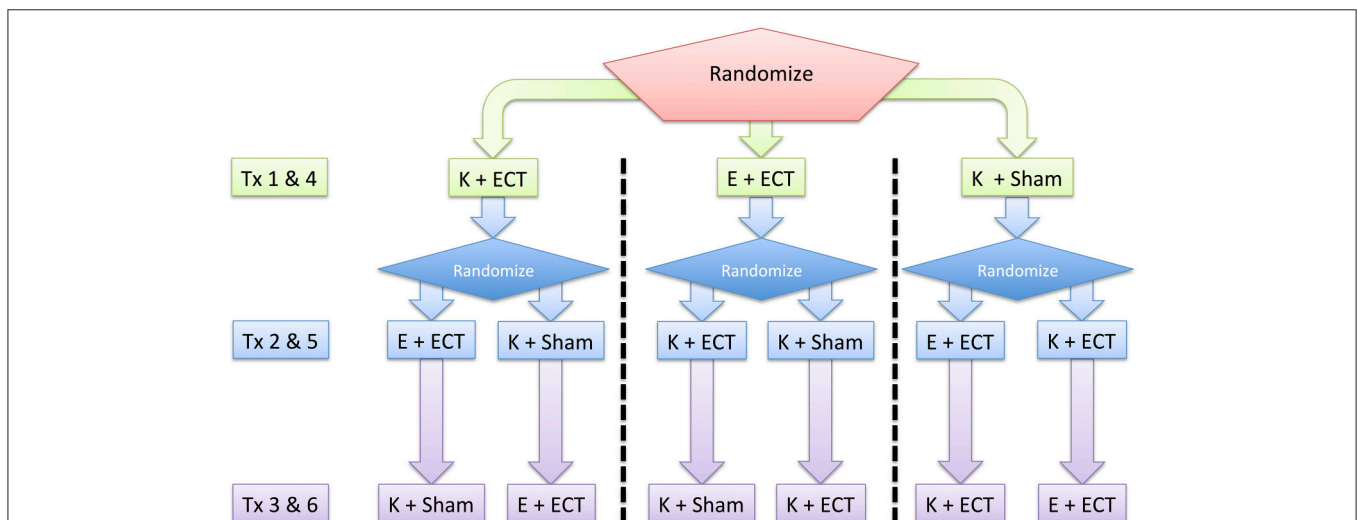 Randomize
Tx 1 & 4 K + ECT E + ECT K + Sham
Randomize Randomize Randomize
Tx 2 & 5 E + ECT K + Sham K + ECT K + Sham E + ECT K + ECT
Tx 3 & 6 K + Sham E + ECT K + Sham K + ECT K + ECT E + ECT